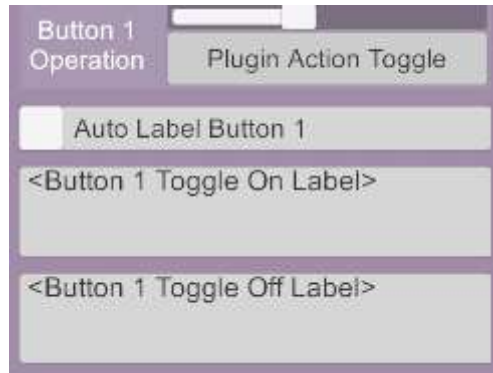 Button 1
Operation
Plugin Action Toggle
Auto Label Button 1
<Button 1 Toggle On Label>
<Button 1 Toggle Off Label>